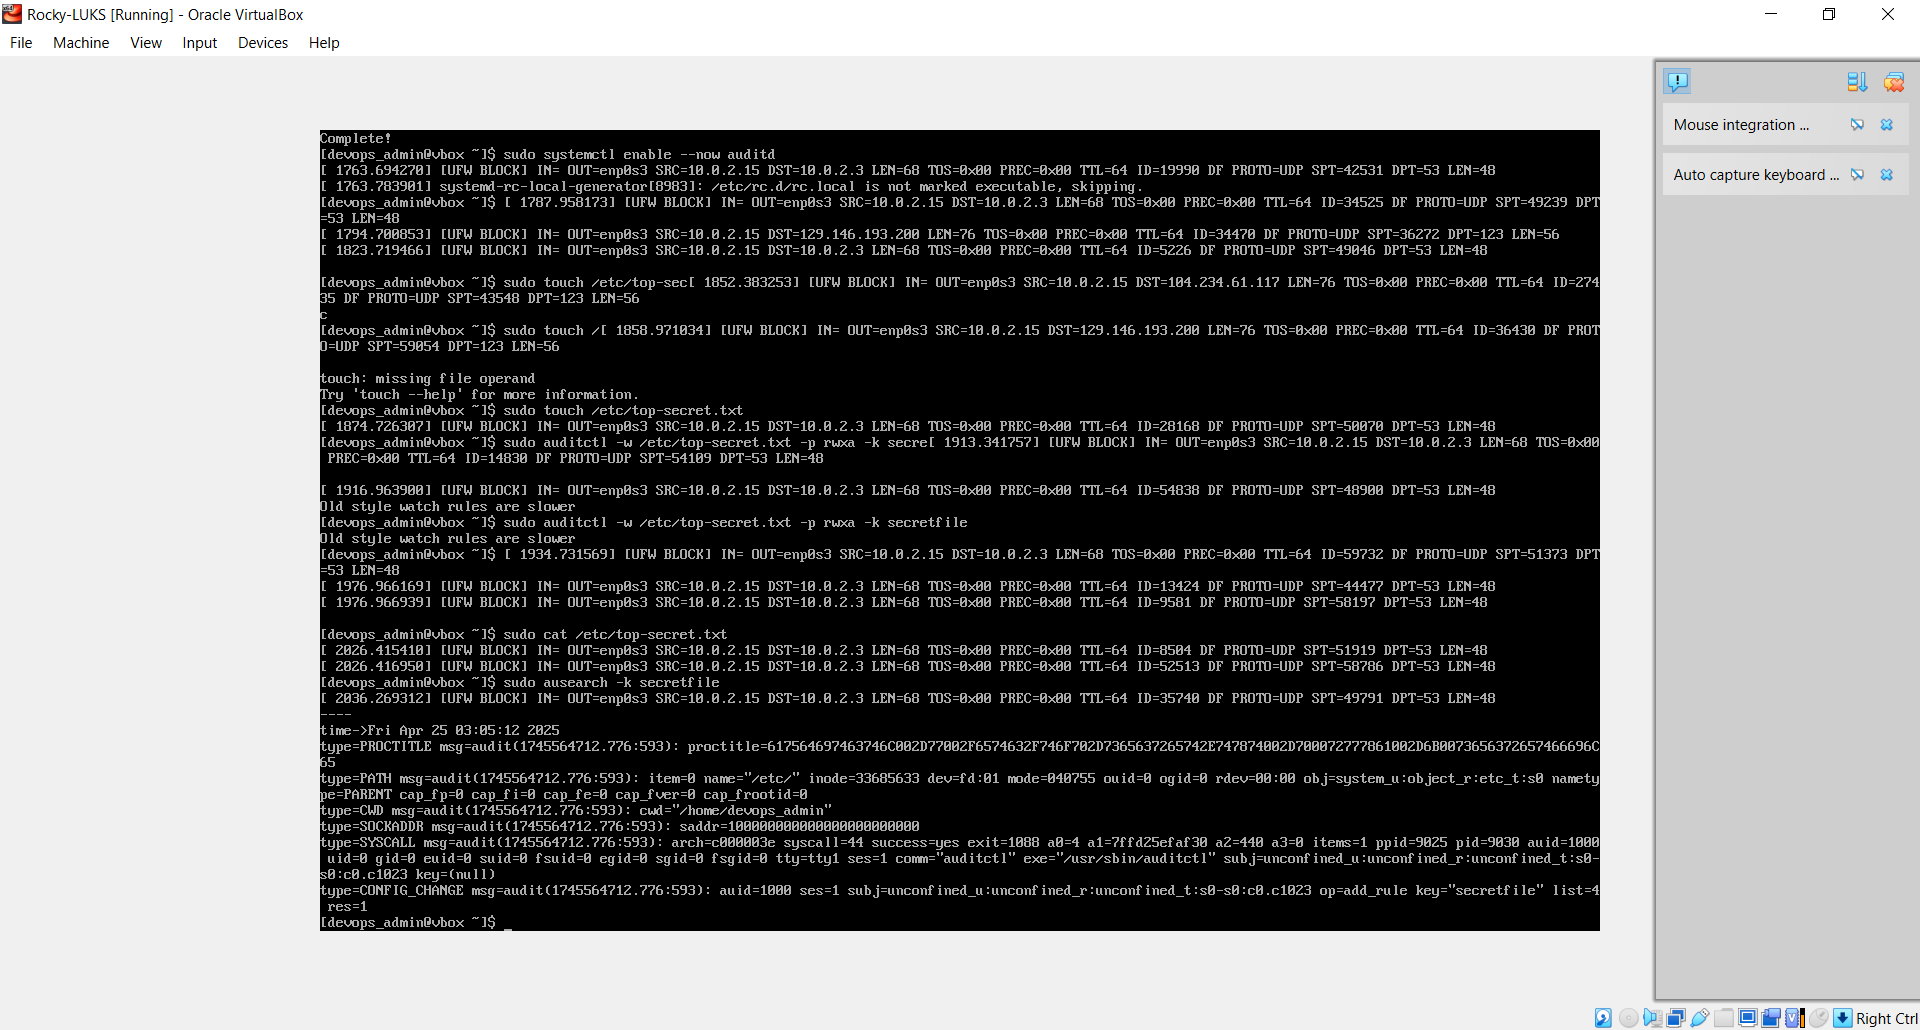 Rocky-LUKS [Running] - Oracle VirtualBox
File Machine View Input Devices Help
Mouse integration ...
Auto capture keyboard ...
Complete!
[devops_admin@vbox ~]$ sudo systemctl enable --now auditd
[ 1763.694270] [UFW BLOCK] IN= OUT=enp0s3 SRC=10.0.2.15 DST=10.0.2.3 LEN=68 TOS=0x00 PREC=0x00 TTL=64 ID=19990 DF PROTO=UDP SPT=42531 DPT=53 LEN=48
[ 1763.783901] systemd-rc-local-generator[8983]: /etc/rc.d/rc.local is not marked executable, skipping.
[devops_admin@vbox ~]$ [ 1787.958173] [UFW BLOCK] IN= OUT=enp0s3 SRC=10.0.2.15 DST=10.0.2.3 LEN=68 TOS=0x00 PREC=0x00 TTL=64 ID=34525 DF PROTO=UDP SPT=49239 DPT
=53 LEN=48
[ 1794.700853] [UFW BLOCK] IN= OUT=enp0s3 SRC=10.0.2.15 DST=129.146.193.200 LEN=76 TOS=0x00 PREC=0x00 TTL=64 ID=34470 DF PROTO=UDP SPT=36272 DPT=123 LEN=56
[ 1823.719466] [UFW BLOCK] IN= OUT=enp0s3 SRC=10.0.2.15 DST=10.0.2.3 LEN=68 TOS=0x00 PREC=0x00 TTL=64 ID=5226 DF PROTO=UDP SPT=49046 DPT=53 LEN=48
[devops_admin@vbox ~]$ sudo touch /etc/top-sec[ 1852.383253] [UFW BLOCK] IN= OUT=enp0s3 SRC=10.0.2.15 DST=104.234.61.117 LEN=76 TOS=0x00 PREC=0x00 TTL=64 ID=274
35 DF PROTO=UDP SPT=43548 DPT=123 LEN=56
c
[devops_admin@vbox ~]$ sudo touch /[ 1858.971034] [UFW BLOCK] IN= OUT=enp0s3 SRC=10.0.2.15 DST=129.146.193.200 LEN=76 TOS=0x00 PREC=0x00 TTL=64 ID=36430 DF PROT
O=UDP SPT=59054 DPT=123 LEN=56
touch: missing file operand
Try 'touch --help' for more information.
[devops_admin@vbox ~]$ sudo touch /etc/top-secret.txt
[ 1874.726307] [UFW BLOCK] IN= OUT=enp0s3 SRC=10.0.2.15 DST=10.0.2.3 LEN=68 TOS=0x00 PREC=0x00 TTL=64 ID=28168 DF PROTO=UDP SPT=50070 DPT=53 LEN=48
[devops_admin@vbox ~]$ sudo auditctl -w /etc/top-secret.txt -p rwxa -k secre[ 1913.341757] [UFW BLOCK] IN= OUT=enp0s3 SRC=10.0.2.15 DST=10.0.2.3 LEN=68 TOS=0x00
PREC=0x00 TTL=64 ID=14830 DF PROTO=UDP SPT=54109 DPT=53 LEN=48
[ 1916.963900] [UFW BLOCK] IN= OUT=enp0s3 SRC=10.0.2.15 DST=10.0.2.3 LEN=68 TOS=0x00 PREC=0x00 TTL=64 ID=54838 DF PROTO=UDP SPT=48900 DPT=53 LEN=48
Old style watch rules are slower
[devops_admin@vbox ~]$ sudo auditctl -w /etc/top-secret.txt -p rwxa -k secretfile
Old style watch rules are slower
[devops_admin@vbox ~]$ [ 1934.731569] [UFW BLOCK] IN= OUT=enp0s3 SRC=10.0.2.15 DST=10.0.2.3 LEN=68 TOS=0x00 PREC=0x00 TTL=64 ID=59732 DF PROTO=UDP SPT=51373 DPT
=53 LEN=48
[ 1976.966169] [UFW BLOCK] IN= OUT=enp0s3 SRC=10.0.2.15 DST=10.0.2.3 LEN=68 TOS=0x00 PREC=0x00 TTL=64 ID=13424 DF PROTO=UDP SPT=44477 DPT=53 LEN=48
[ 1976.966939] [UFW BLOCK] IN= OUT=enp0s3 SRC=10.0.2.15 DST=10.0.2.3 LEN=68 TOS=0x00 PREC=0x00 TTL=64 ID=9581 DF PROTO=UDP SPT=58197 DPT=53 LEN=48
[devops_admin@vbox ~]$ sudo cat /etc/top-secret.txt
[ 2026.415410] [UFW BLOCK] IN= OUT=enp0s3 SRC=10.0.2.15 DST=10.0.2.3 LEN=68 TOS=0x00 PREC=0x00 TTL=64 ID=8504 DF PROTO=UDP SPT=51919 DPT=53 LEN=48
[ 2026.416950] [UFW BLOCK] IN= OUT=enp0s3 SRC=10.0.2.15 DST=10.0.2.3 LEN=68 TOS=0x00 PREC=0x00 TTL=64 ID=52513 DF PROTO=UDP SPT=58786 DPT=53 LEN=48
[devops_admin@vbox ~]$ sudo ausearch -k secretfile
[ 2036.269312] [UFW BLOCK] IN= OUT=enp0s3 SRC=10.0.2.15 DST=10.0.2.3 LEN=68 TOS=0x00 PREC=0x00 TTL=64 ID=35740 DF PROTO=UDP SPT=49791 DPT=53 LEN=48
----
time->Fri Apr 25 03:05:12 2025
type=PROCTITLE msg=audit(1745564712.776:593): proctitle=617564697463746C002D77002F6574632F746F702D7365637265742E747874002D700072777861002D6B0073656372657466696C
65
type=PATH msg=audit(1745564712.776:593): item=0 name="/etc/" inode=33685633 dev=fd:01 mode=040755 ouid=0 ogid=0 rdev=00:00 obj=system_u:object_r:etc_t:s0 namety
pe=PARENT cap_fp=0 cap_fi=0 cap_fe=0 cap_fver=0 cap_frootid=0
type=CWD msg=audit(1745564712.776:593): cwd="/home/devops_admin"
type=SOCKADDR msg=audit(1745564712.776:593): saddr=100000000000000000000000
type=SYSCALL msg=audit(1745564712.776:593): arch=c000003e syscall=44 success=yes exit=1088 a0=4 a1=7ffd25efaf30 a2=440 a3=0 items=1 ppid=9025 pid=9030 auid=1000
uid=0 gid=0 euid=0 suid=0 fsuid=0 egid=0 sgid=0 fsgid=0 tty=tty1 ses=1 comm="auditctl" exe="/usr/sbin/auditctl" subj=unconfined_u:unconfined_r:unconfined_t:s0-
s0:c0.c1023 key=(null)
type=CONFIG_CHANGE msg=audit(1745564712.776:593): auid=1000 ses=1 subj=unconfined_u:unconfined_r:unconfined_t:s0-s0:c0.c1023 op=add_rule key="secretfile" list=4
res=1
[devops_admin@vbox ~]$ _
Right Ctrl